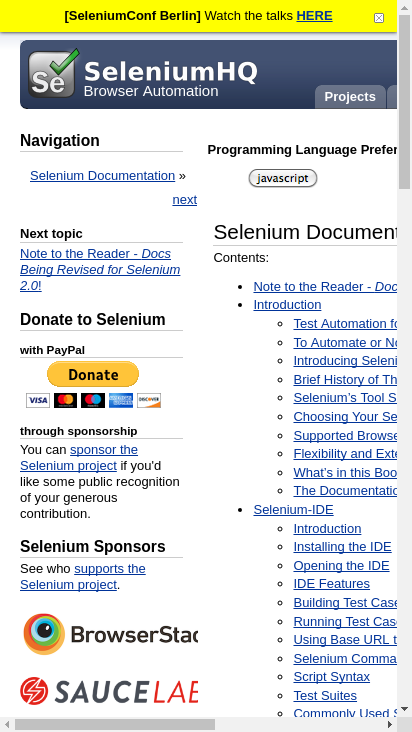 [SeleniumConf Berlin] Watch the talks HERE
Se
SeleniumHQ
Browser Automation
Projects
Navigation
Selenium Documentation »
next
Next topic
Note to the Reader - Docs
Being Revised for Selenium
2.0!
Donate to Selenium
with PayPal
Donate
VISA
through sponsorship
You can sponsor the
Selenium project if you'd
like some public recognition
of your generous
contribution.
Selenium Sponsors
See who supports the
Selenium project.
BrowserStac
SAUCELAB
Programming Language Prefer
javascript
Selenium Document
Contents:
Note to the Reader - Doc
Introduction
Test Automation fo
To Automate or No
Introducing Seleni
Brief History of Th
Selenium's Tool S
Choosing Your Se
Supported Browse
Flexibility and Exte
What's in this Boo
The Documentatio
Selenium-IDE
Introduction
Installing the IDE
Opening the IDE
IDE Features
Building Test Case
Running Test Case
Using Base URL t
Selenium Comma
Script Syntax
Test Suites
Commonly Used S